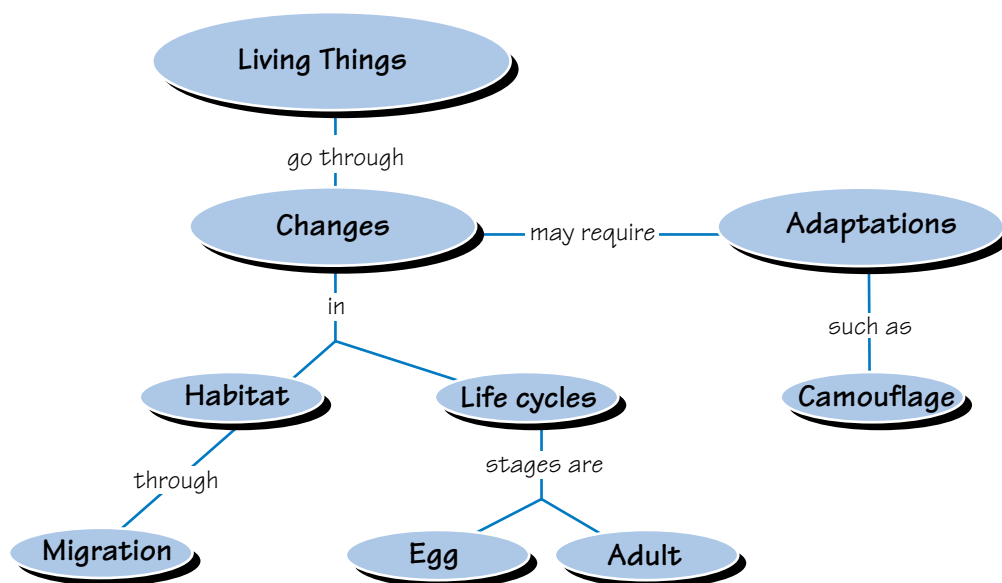 Living Things
go through
Changes
may require
Adaptations
in
such as
Habitat
Life cycles
Camouflage
through
stages are
Migration
Egg
Adult